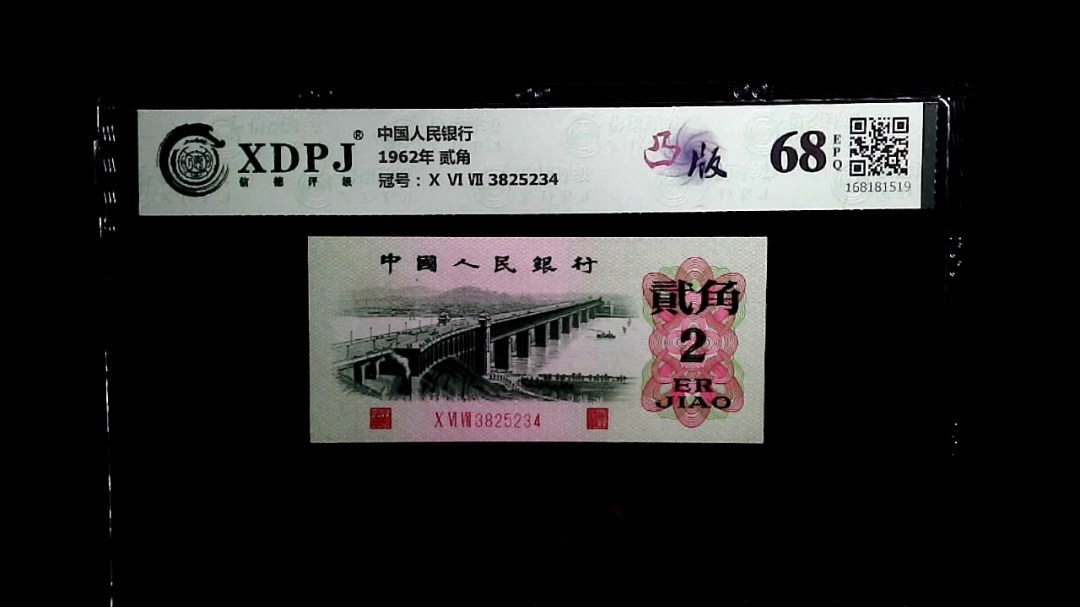 XDPJ®
信德评级
中国人民银行
1962年 贰角
冠号：X VI VII 3825234
凸版
68
EPQ
168181519
中國人民銀行
貳角
2
ER
JIAO
X VI VII 3825234